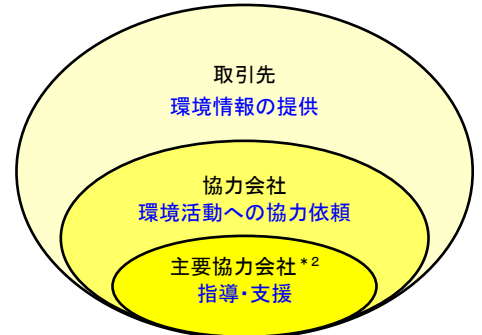 取引先
環境情報の提供
協力会社
環境活動への協力依頼
主要協力会社*2
指導・支援